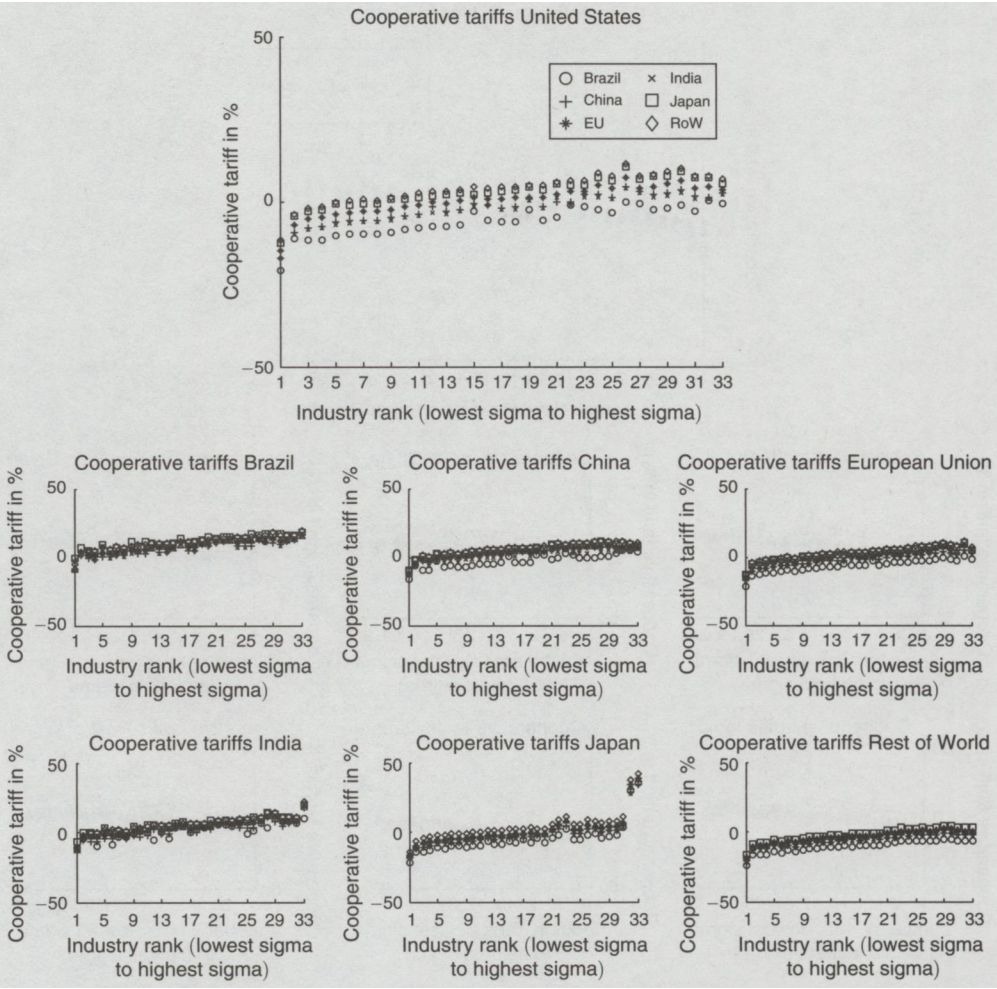 Cooperative tariffs United States
50
0
−50
Cooperative tariff in %
Brazil
India
China
Japan
EU
RoW
1 3 5 7 9 11 13 15 17 19 21 23 25 27 29 31 33
Industry rank (lowest sigma to highest sigma)
Cooperative tariffs Brazil
50
0
−50
Cooperative tariff in %
1 5 9 13 17 21 25 29 33
Industry rank (lowest sigma
to highest sigma)
Cooperative tariffs China
50
0
−50
Cooperative tariff in %
1 5 9 13 17 21 25 29 33
Industry rank (lowest sigma
to highest sigma)
Cooperative tariffs European Union
50
0
−50
Cooperative tariff in %
1 5 9 13 17 21 25 29 33
Industry rank (lowest sigma
to highest sigma)
Cooperative tariffs India
50
0
−50
Cooperative tariff in %
1 5 9 13 17 21 25 29 33
Industry rank (lowest sigma
to highest sigma)
Cooperative tariffs Japan
50
0
−50
Cooperative tariff in %
1 5 9 13 17 21 25 29 33
Industry rank (lowest sigma
to highest sigma)
Cooperative tariffs Rest of World
50
0
−50
Cooperative tariff in %
1 5 9 13 17 21 25 29 33
Industry rank (lowest sigma
to highest sigma)